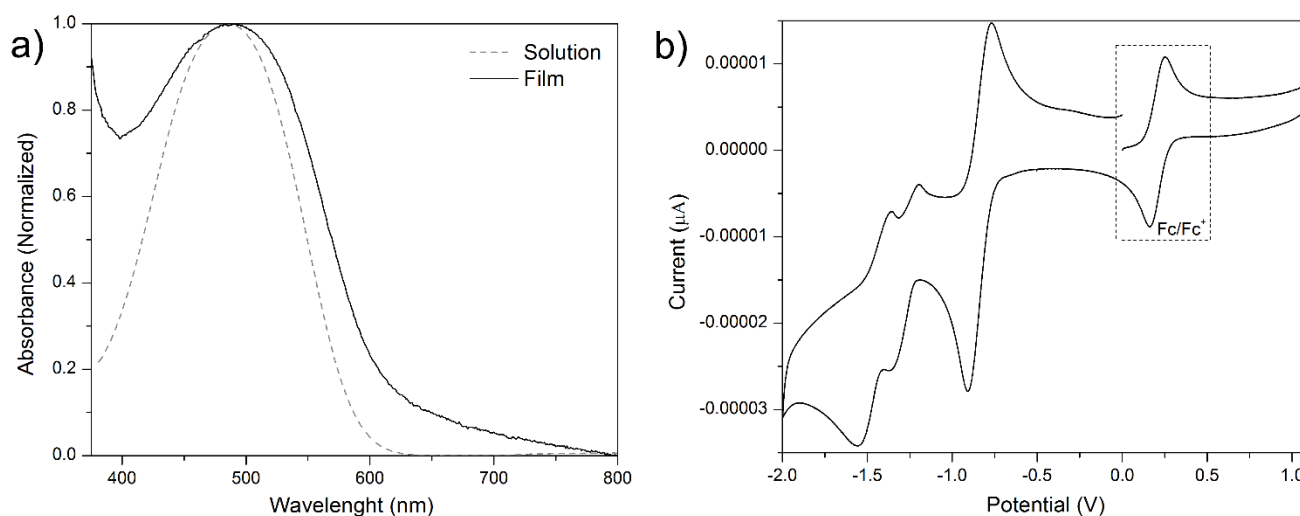 a)
Absorbance (Normalized)
1.0
0.8
0.6
0.4
0.2
0.0
400
500
600
700
800
Wavelenght (nm)
Solution
Film
b)
Current (μA)
0.00001
0.00000
-0.00001
-0.00002
-0.00003
-2.0
-1.5
-1.0
-0.5
0.0
0.5
1.0
Potential (V)
Fc/Fc⁺